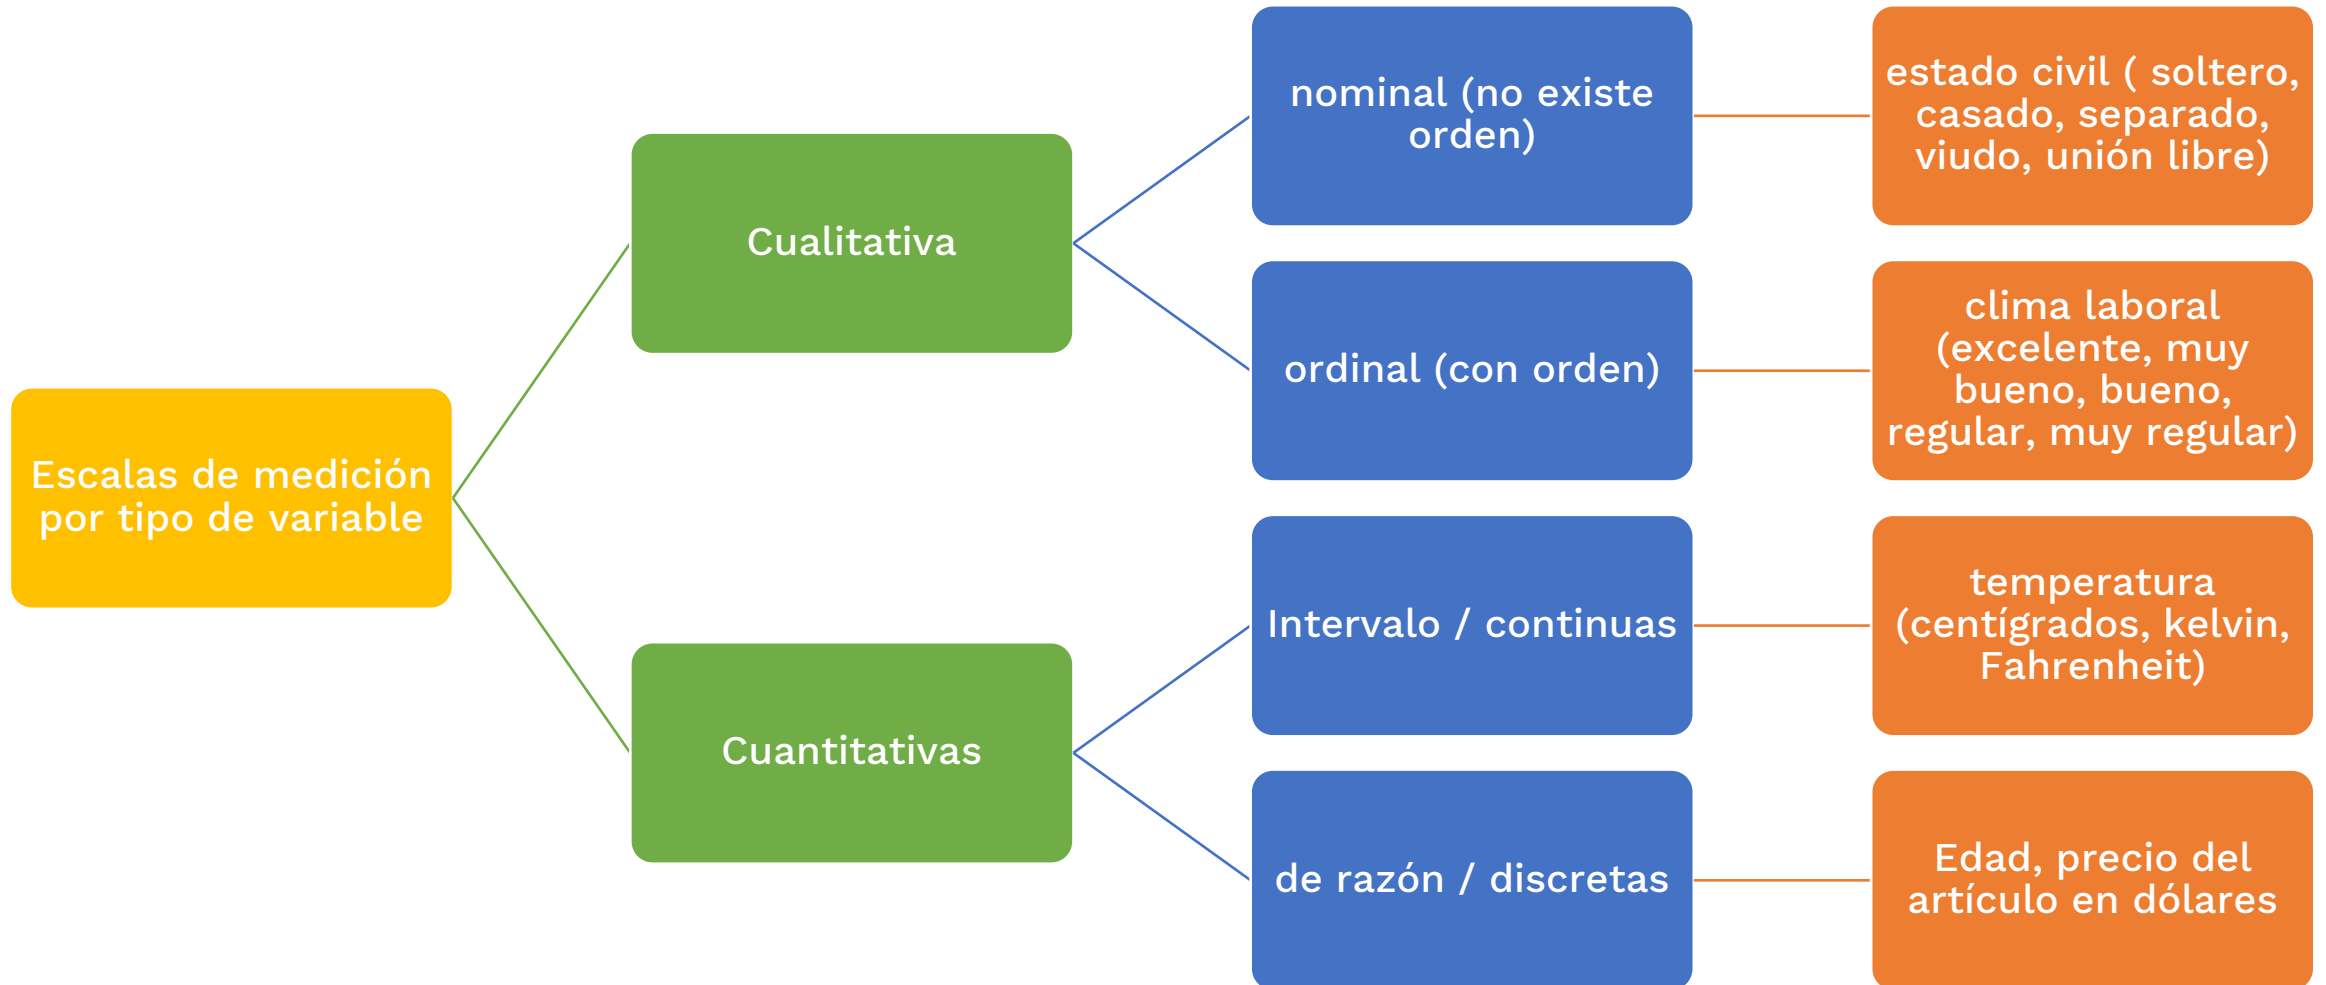 Escalas de medición
por tipo de variable
Cualitativa
nominal (no existe
orden)
estado civil ( soltero,
casado, separado,
viudo, unión libre)
ordinal (con orden)
clima laboral
(excelente, muy
bueno, bueno,
regular, muy regular)
Cuantitativas
Intervalo / continuas
temperatura
(centígrados, kelvin,
Fahrenheit)
de razón / discretas
Edad, precio del
artículo en dólares